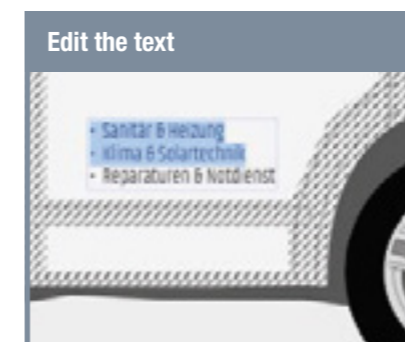 Edit the text
• Sanitär & Heizung
• Klima & Solartechnik
• Reparaturen & Notdienst